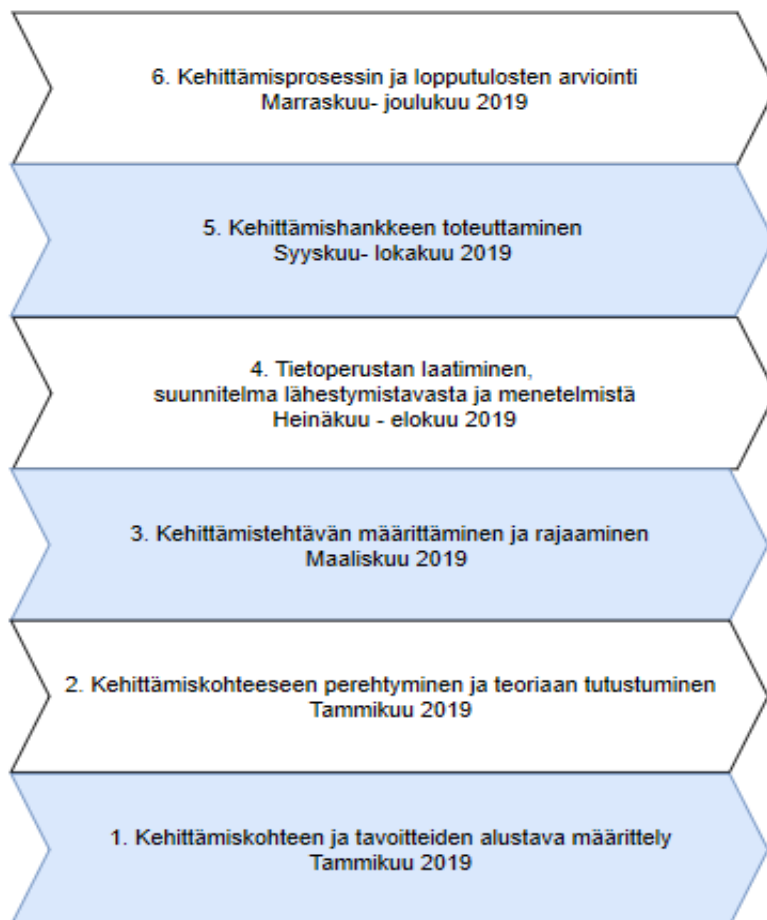 6. Kehittämisprosessin ja lopputulosten arviointi
Marraskuu- joulukuu 2019
5. Kehittämishankkeen toteuttaminen
Syyskuu- lokakuu 2019
4. Tietoperustan laatiminen,
suunnitelma lähestymistavasta ja menetelmistä
Heinäkuu - elokuu 2019
3. Kehittämistehtävän määrittäminen ja rajaaminen
Maaliskuu 2019
2. Kehittämiskohteeseen perehtyminen ja teoriaan tutustuminen
Tammikuu 2019
1. Kehittämiskohteen ja tavoitteiden alustava määrittely
Tammikuu 2019